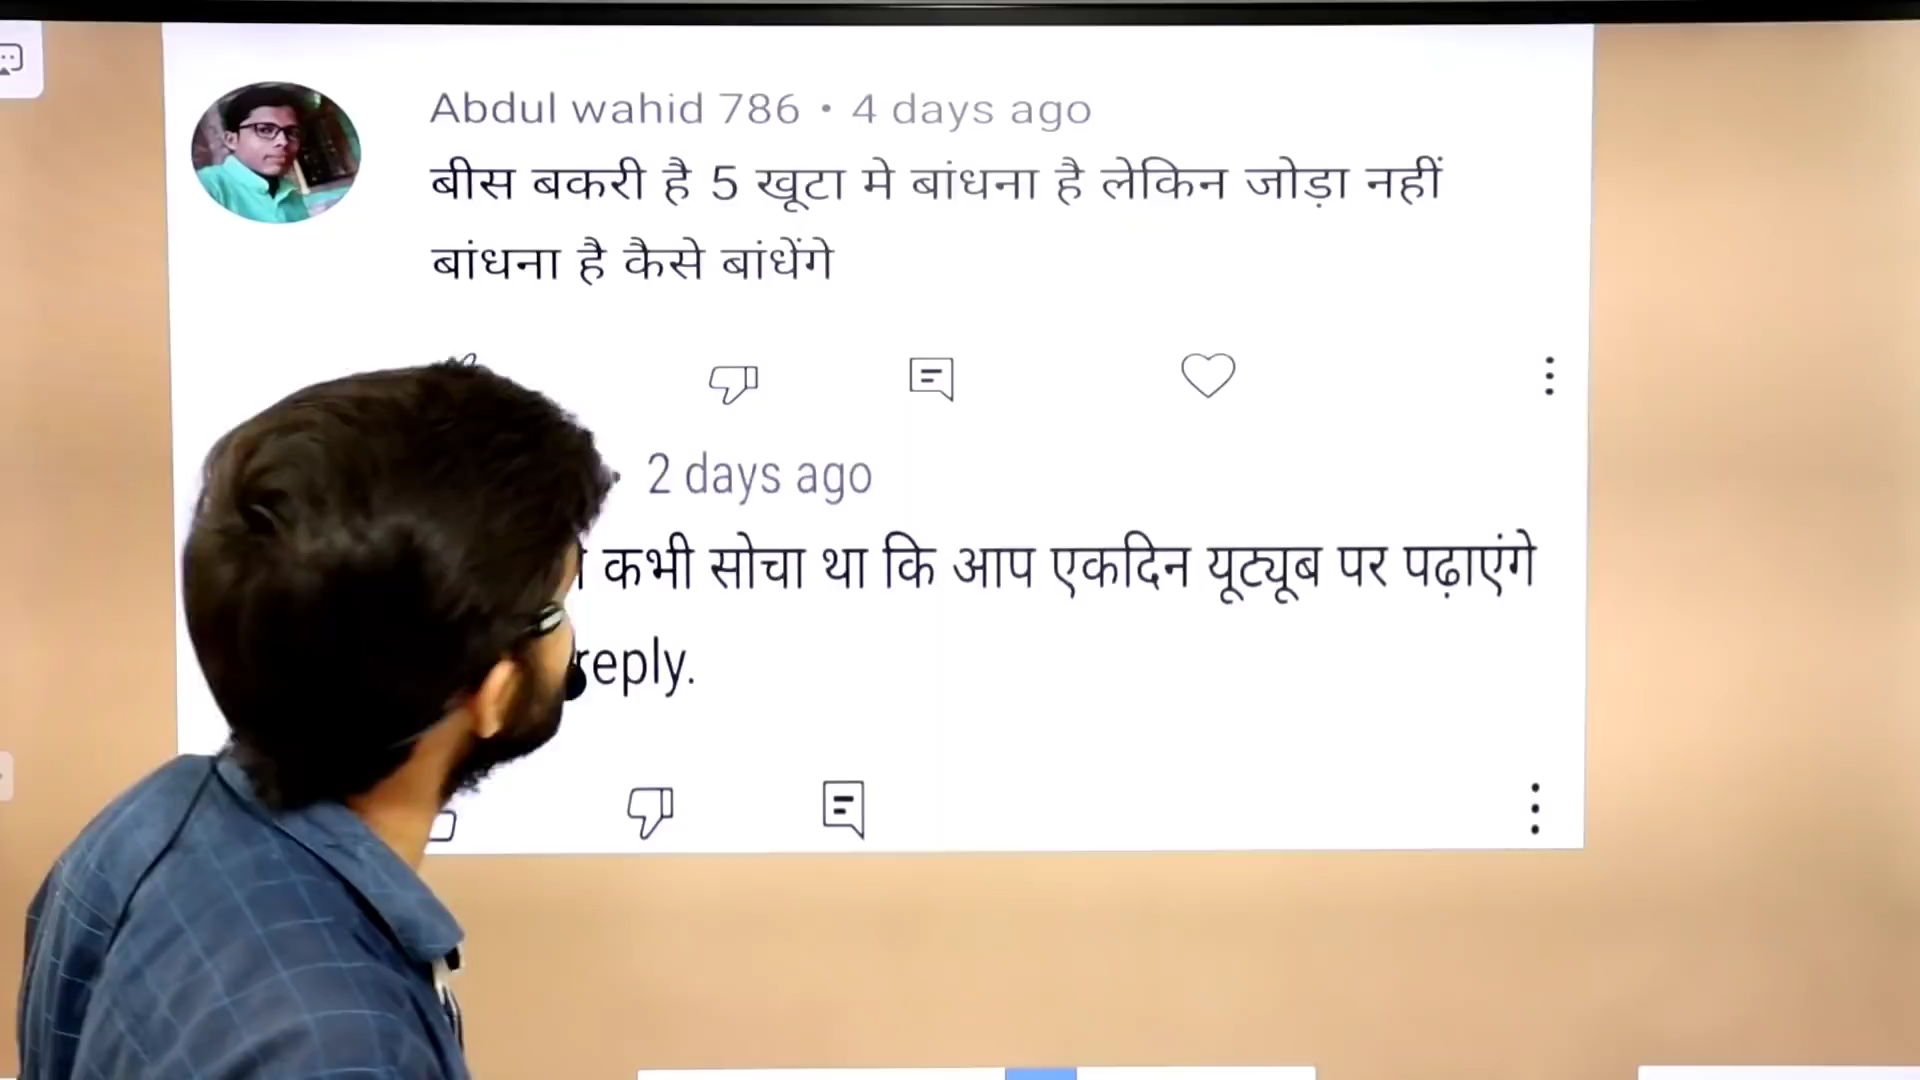 Abdul wahid 786 • 4 days ago
बीस बकरी है 5 खूटा मे बांधना है लेकिन जोड़ा नहीं
बांधना है कैसे बांधेंगे
• 2 days ago
कभी सोचा था कि आप एकदिन यूट्यूब पर पढ़ाएंगे
reply.